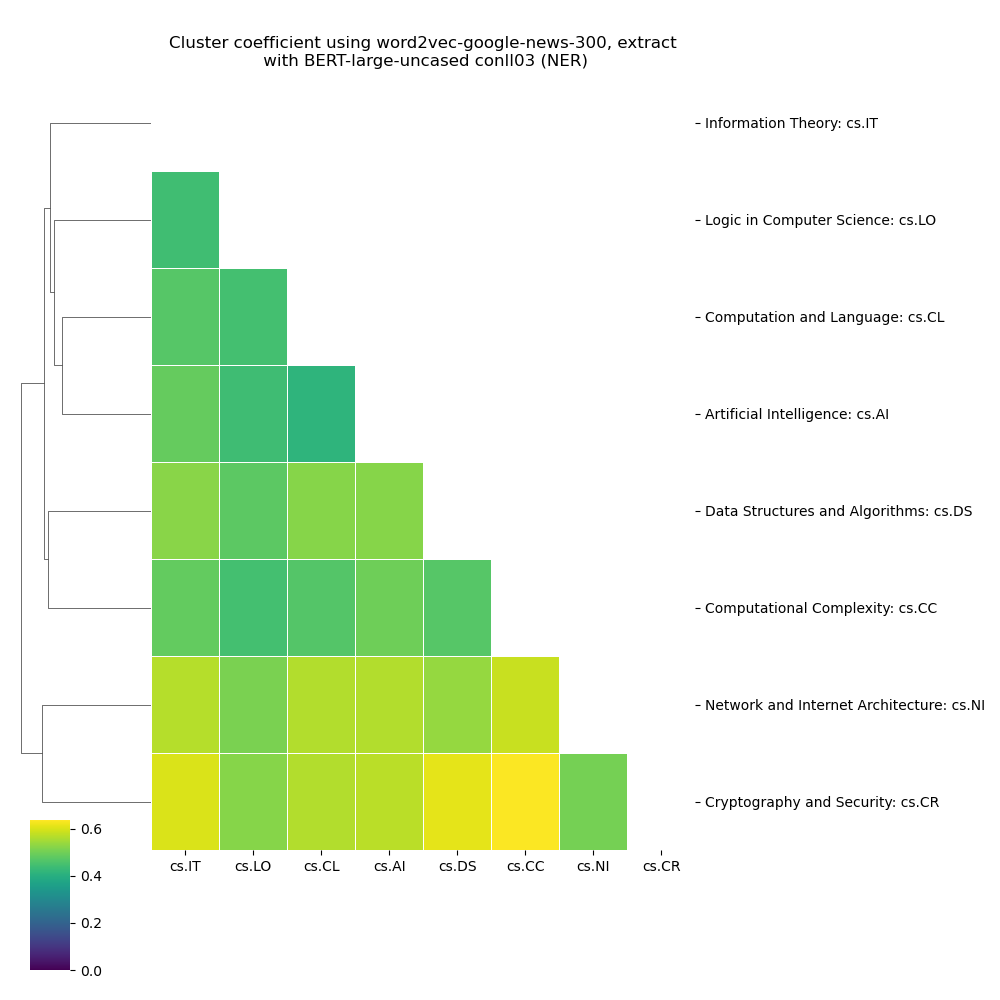 Cluster coefficient using word2vec-google-news-300, extract
with BERT-large-uncased conll03 (NER)
Information Theory: cs.IT
Logic in Computer Science: cs.LO
Computation and Language: cs.CL
Artificial Intelligence: cs.AI
Data Structures and Algorithms: cs.DS
Computational Complexity: cs.CC
Network and Internet Architecture: cs.NI
Cryptography and Security: cs.CR
0.6
0.4
0.2
0.0
cs.IT cs.LO cs.CL cs.AI cs.DS cs.CC cs.NI cs.CR